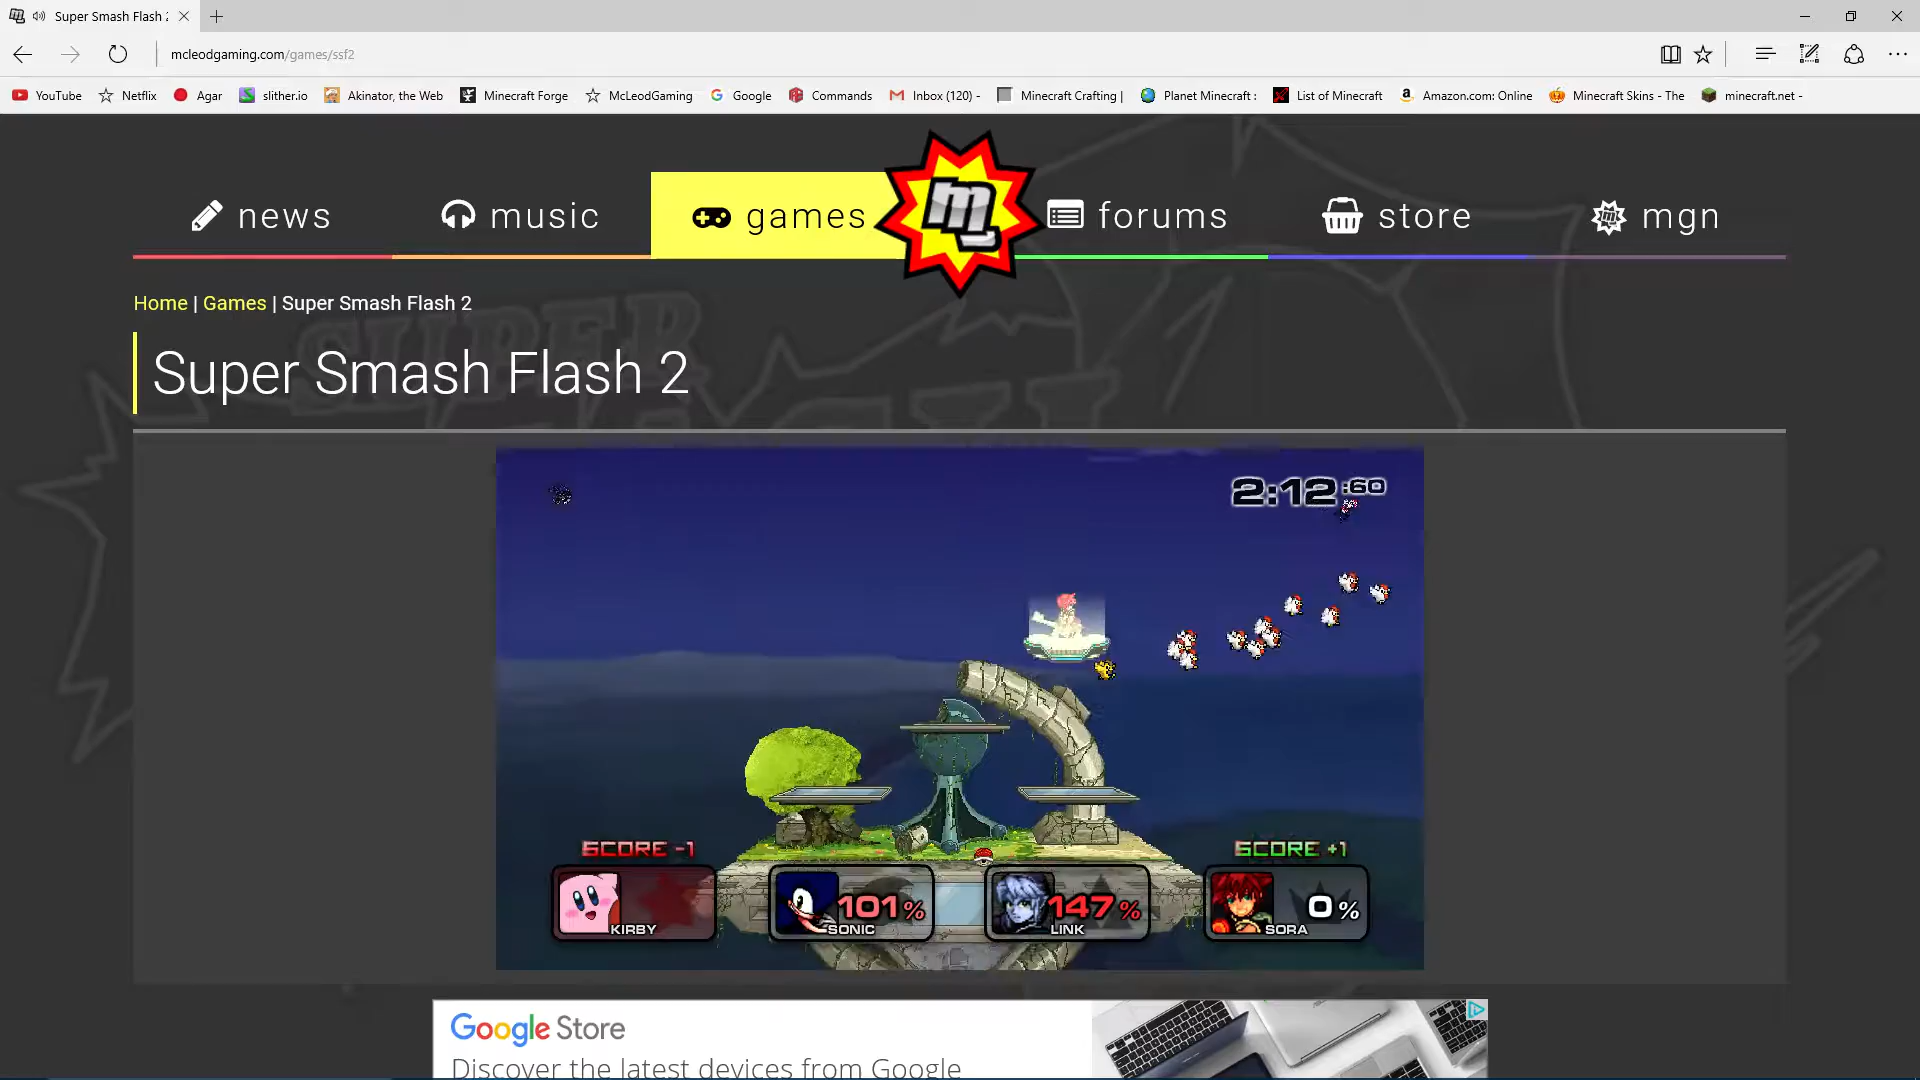 Super Smash Flash 2
mcleodgaming.com/games/ssf2
YouTube Netflix Agar slither.io Akinator, the Web Minecraft Forge McLeodGaming Google Commands Inbox (120) - Minecraft Crafting | Planet Minecraft : List of Minecraft Amazon.com: Online Minecraft Skins - The minecraft.net -
news music games forums store mgn
Home | Games | Super Smash Flash 2
Super Smash Flash 2
2:12:60
SCORE -1 SCORE +1
101% 147% 0%
KIRBY SONIC LINK SORA
Google Store
Discover the latest devices from Google